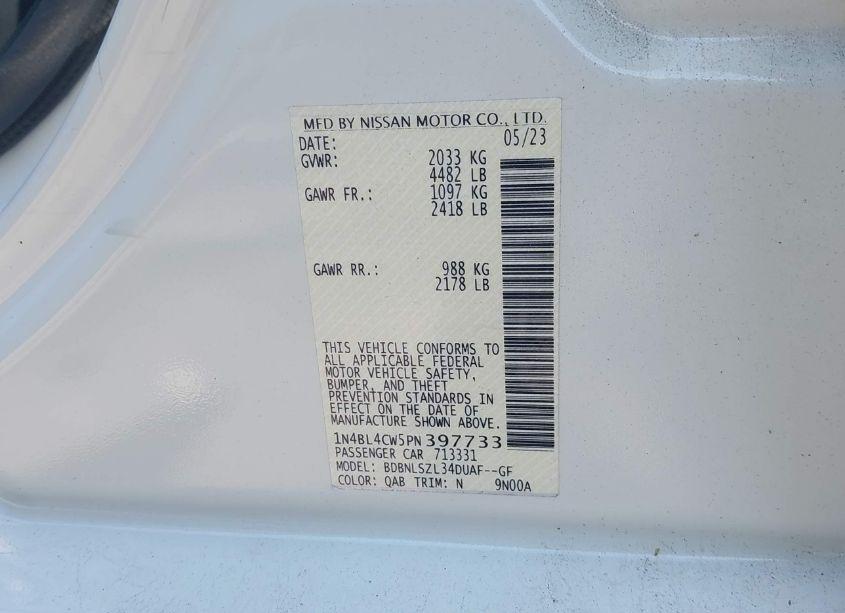 MFD BY NISSAN MOTOR CO., LTD.
DATE: 05/23
GVWR: 2033 KG
4482 LB
GAWR FR.: 1097 KG
2418 LB
GAWR RR.: 988 KG
2178 LB
THIS VEHICLE CONFORMS TO
ALL APPLICABLE FEDERAL
MOTOR VEHICLE SAFETY,
BUMPER, AND THEFT
PREVENTION STANDARDS IN
EFFECT ON THE DATE OF
MANUFACTURE SHOWN ABOVE.
1N4BL4CW5PN397733
PASSENGER CAR 713331
MODEL: BDBNLSZL34DUAF--GF
COLOR: QAB TRIM: N 9N00A